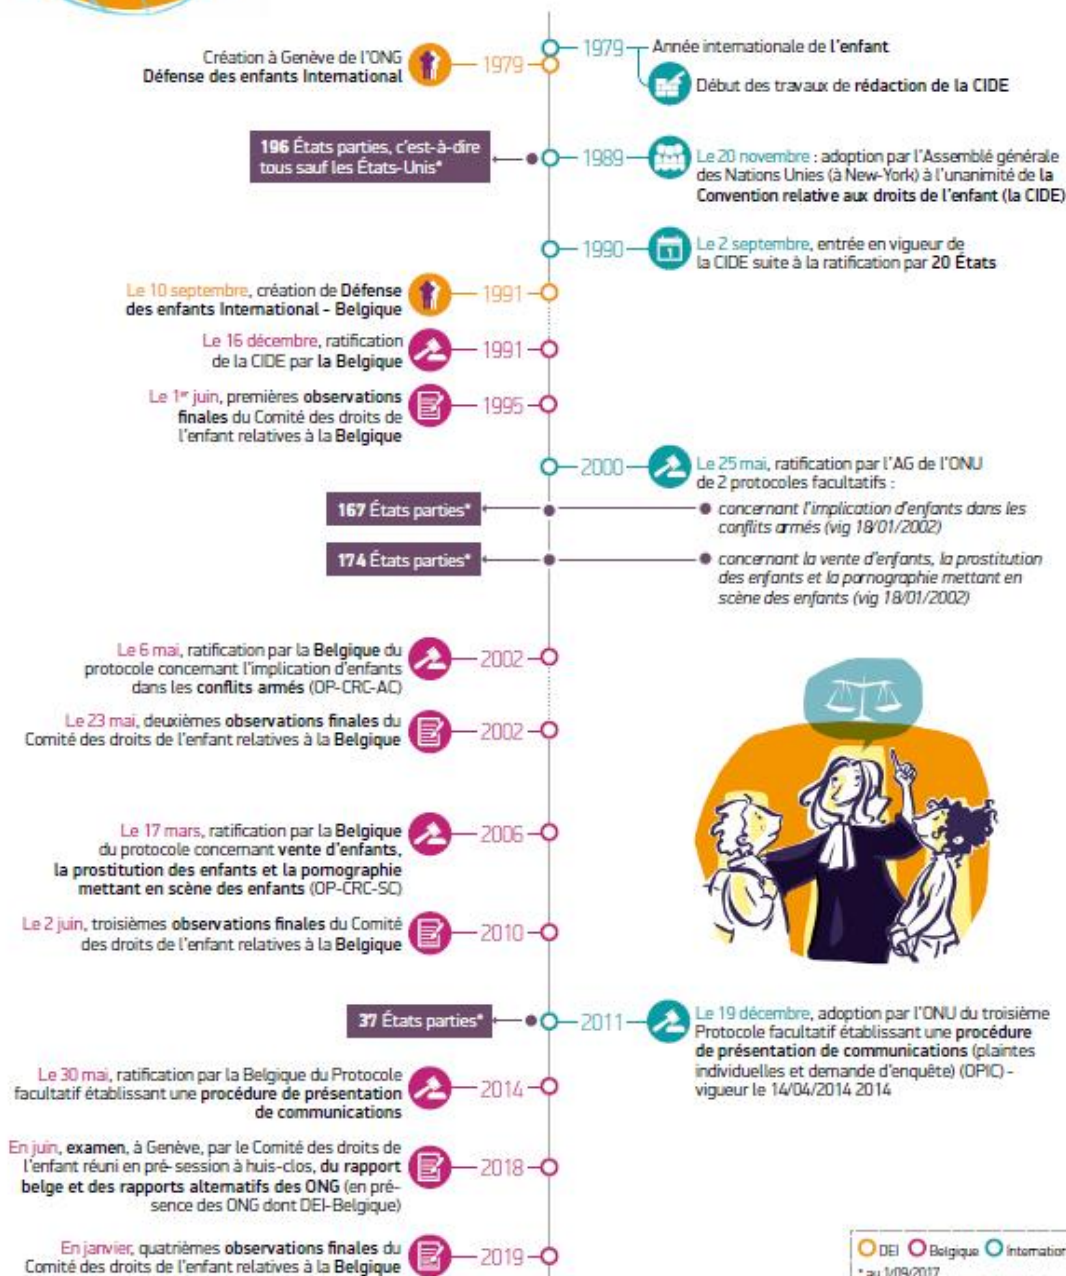 Création à Genève de l'ONG
Défense des enfants International
1979
1979
Année internationale de l'enfant
Début des travaux de rédaction de la CIDE
196 États parties, c'est-à-dire
tous sauf les États-Unis*
1989
Le 20 novembre : adoption par l'Assemblé générale
des Nations Unies (à New-York) à l'unanimité de la
Convention relative aux droits de l'enfant (la CIDE)
1990
Le 2 septembre, entrée en vigueur de
la CIDE suite à la ratification par 20 États
Le 10 septembre, création de Défense
des enfants International - Belgique
1991
Le 16 décembre, ratification
de la CIDE par la Belgique
1991
Le 1er juin, premières observations
finales du Comité des droits de
l'enfant relatives à la Belgique
1995
2000
Le 25 mai, ratification par l'AG de l'ONU
de 2 protocoles facultatifs :
167 États parties*
concernant l'implication d'enfants dans les
conflits armés (vig 18/01/2002)
174 États parties*
concernant la vente d'enfants, la prostitution
des enfants et la pornographie mettant en
scène des enfants (vig 18/01/2002)
Le 6 mai, ratification par la Belgique du
protocole concernant l'implication d'enfants
dans les conflits armés (OP-CRC-AC)
2002
Le 23 mai, deuxièmes observations finales du
Comité des droits de l'enfant relatives à la Belgique
2002
Le 17 mars, ratification par la Belgique
du protocole concernant vente d'enfants,
la prostitution des enfants et la pornographie
mettant en scène des enfants (OP-CRC-SC)
2006
Le 2 juin, troisièmes observations finales du Comité
des droits de l'enfant relatives à la Belgique
2010
37 États parties*
2011
Le 19 décembre, adoption par l'ONU du troisième
Protocole facultatif établissant une procédure
de présentation de communications (plaintes
individuelles et demande d'enquête) (OPIC) -
vigueur le 14/04/2014 2014
Le 30 mai, ratification par la Belgique du Protocole
facultatif établissant une procédure de présentation
de communications
2014
En juin, examen, à Genève, par le Comité des droits de
l'enfant réuni en pré- session à huis-clos, du rapport
belge et des rapports alternatifs des ONG (en pré-
sence des ONG dont DEI-Belgique)
2018
En janvier, quatrièmes observations finales du
Comité des droits de l'enfant relatives à la Belgique
2019
DEI Belgique Internation
* au 1/09/2017